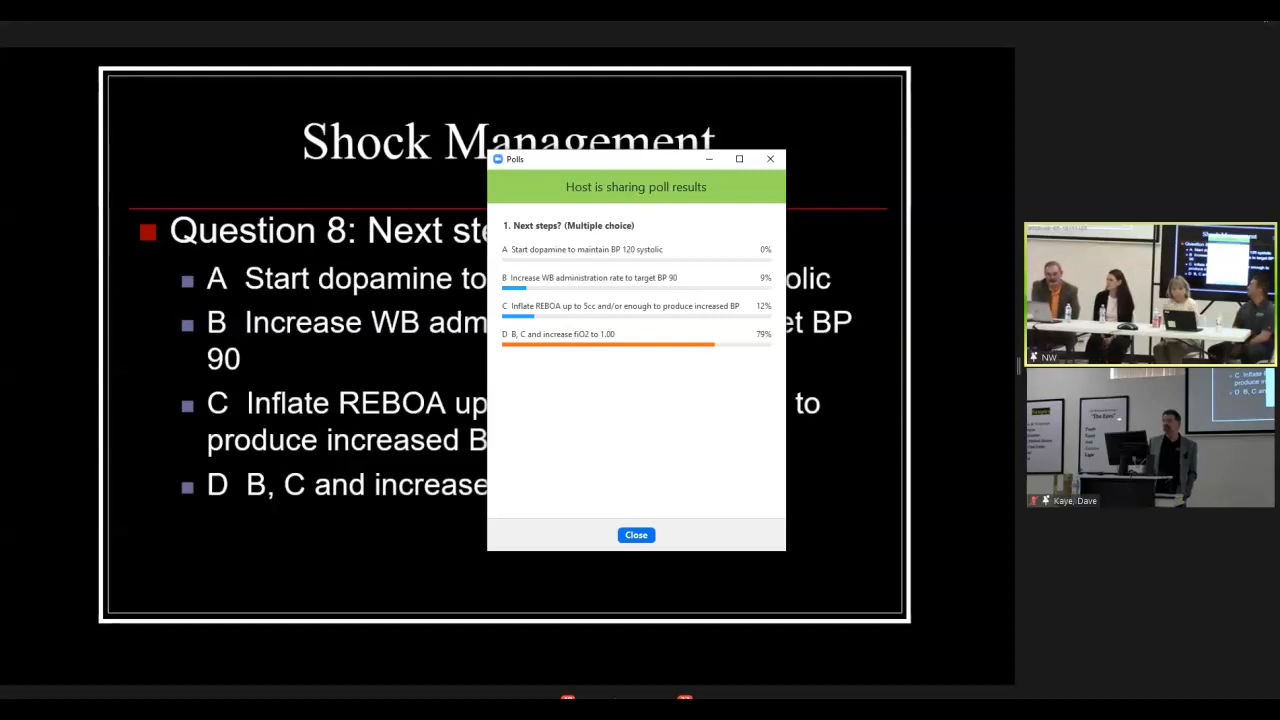 Shock Management
Question 8: Next ste
A Start dopamine to
olic
B Increase WB adm
et BP
90
C Inflate REBOA up
to
produce increased B
D B, C and increase
Polls
Host is sharing poll results
1. Next steps? (Multiple choice)
A Start dopamine to maintain BP 120 systolic 0%
B Increase WB administration rate to target BP 90 9%
C Inflate REBOA up to 5cc and/or enough to produce increased BP 12%
D B, C and increase fiO2 to 1.00 79%
Close
NW
"The Eyes"
Kaye, Dave